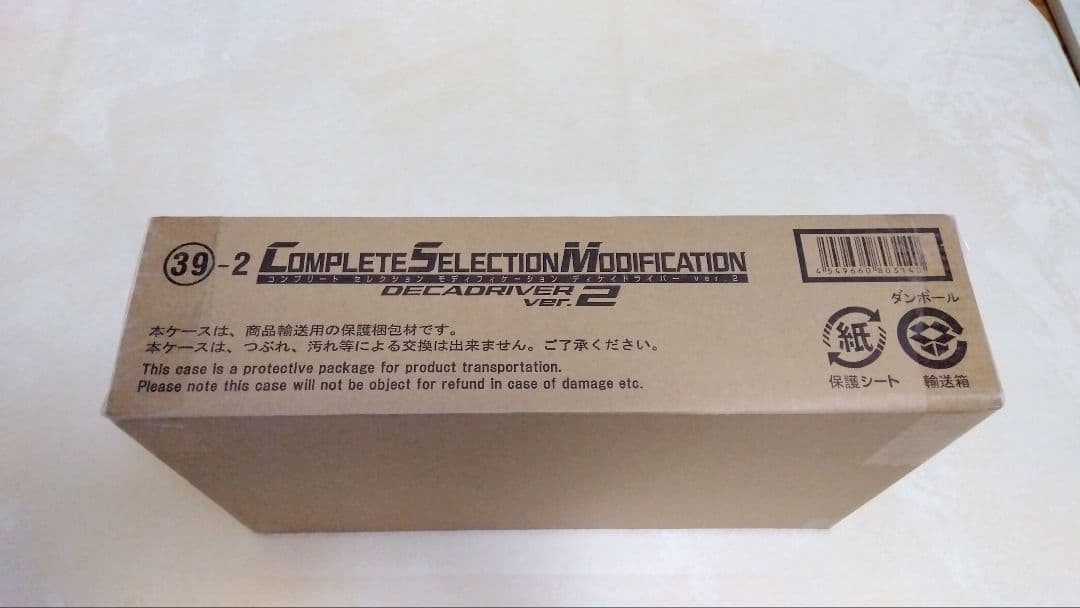 39-2 COMPLETE SELECTION MODIFICATION
コンプリート セレクション モディフィケーション ディケイドライバー ver.2
DECADRIVER
ver.2
4549660803140
ダンボール
本ケースは、商品輸送用の保護梱包材です。
本ケースは、つぶれ、汚れ等による交換は出来ません。ご了承ください。
This case is a protective package for product transportation.
Please note this case will not be object for refund in case of damage etc.
紙
保護シート
輸送箱